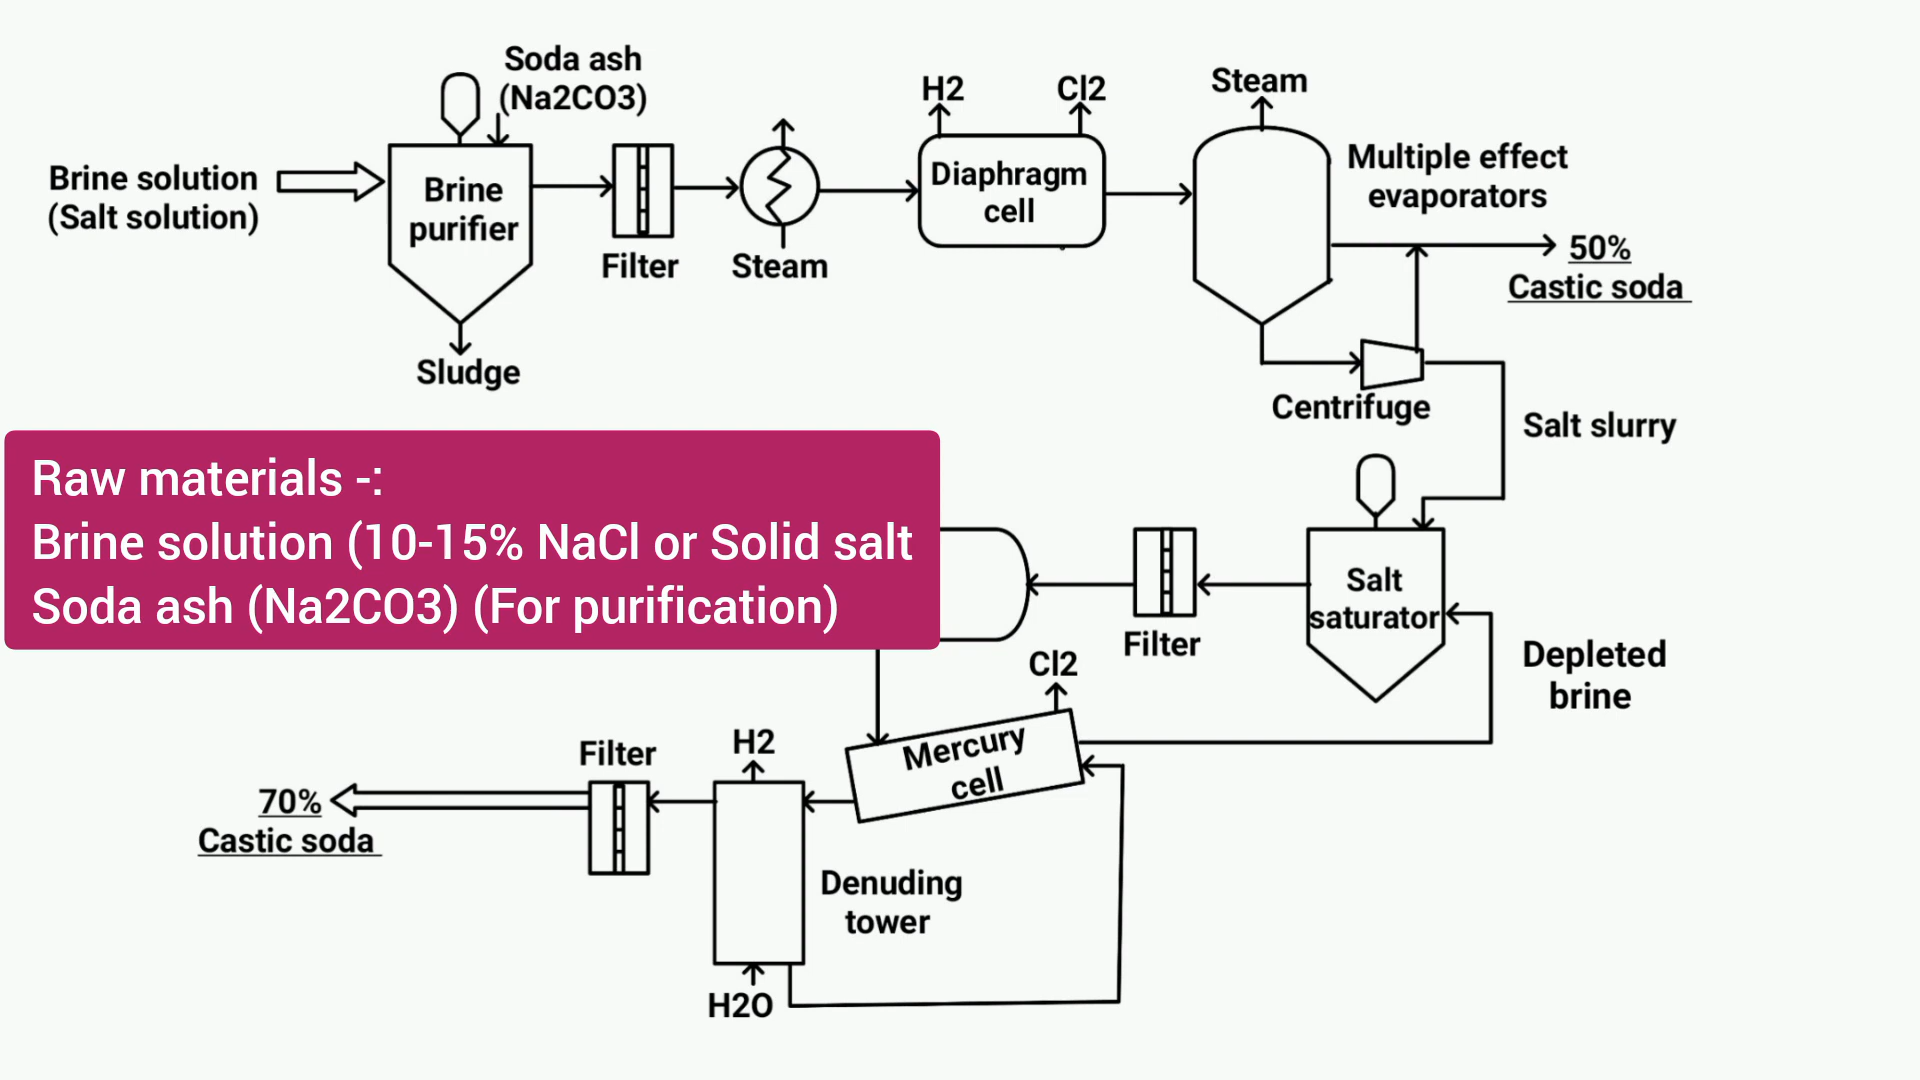 Soda ash
(Na2CO3)
Brine solution
(Salt solution)
Brine
purifier
Sludge
Filter
Steam
H2
Cl2
Diaphragm
cell
Steam
Multiple effect
evaporators
50%
Castic soda
Centrifuge
Salt slurry
Raw materials -:
Brine solution (10-15% NaCl or Solid salt
Soda ash (Na2CO3) (For purification)
Salt
saturator
Filter
Depleted
brine
Cl2
Mercury
cell
H2
Filter
70%
Castic soda
Denuding
tower
H2O